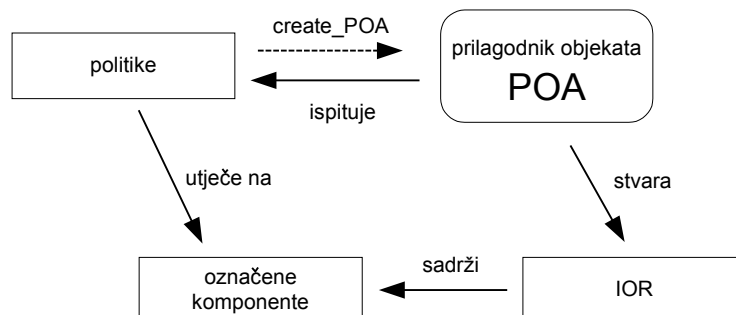 create_POA
politike
prilagodnik objekata
POA
ispituje
utječe na
stvara
označene
komponente
sadrži
IOR